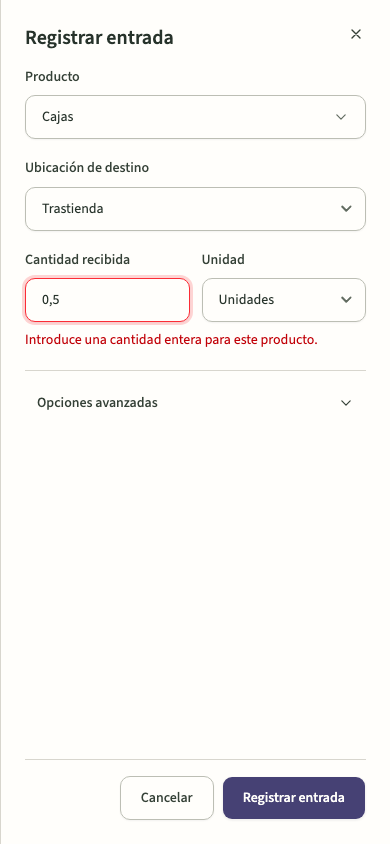 Registrar entrada
Producto
Cajas
Ubicación de destino
Trastienda
Cantidad recibida
Unidad
0,5
Unidades
Introduce una cantidad entera para este producto.
Opciones avanzadas
Cancelar
Registrar entrada